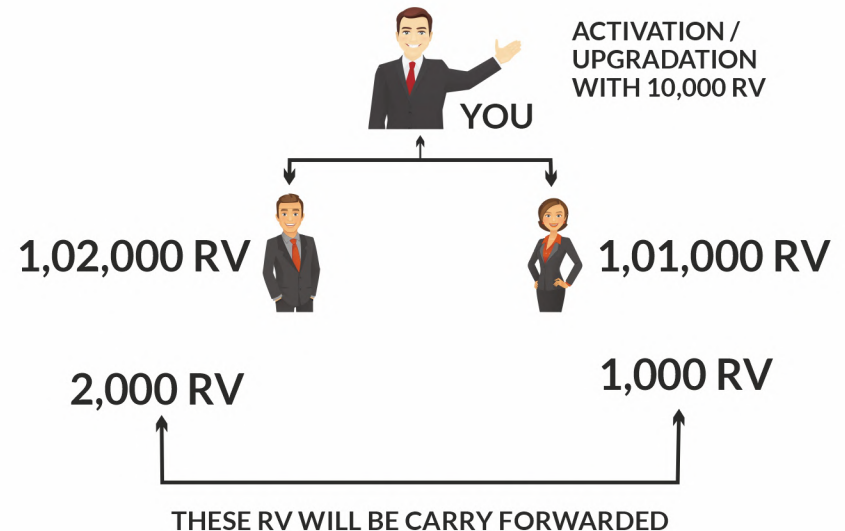 ACTIVATION /
UPGRADATION
WITH 10,000 RV
YOU
1,02,000 RV
1,01,000 RV
2,000 RV
1,000 RV
THESE RV WILL BE CARRY FORWARDED